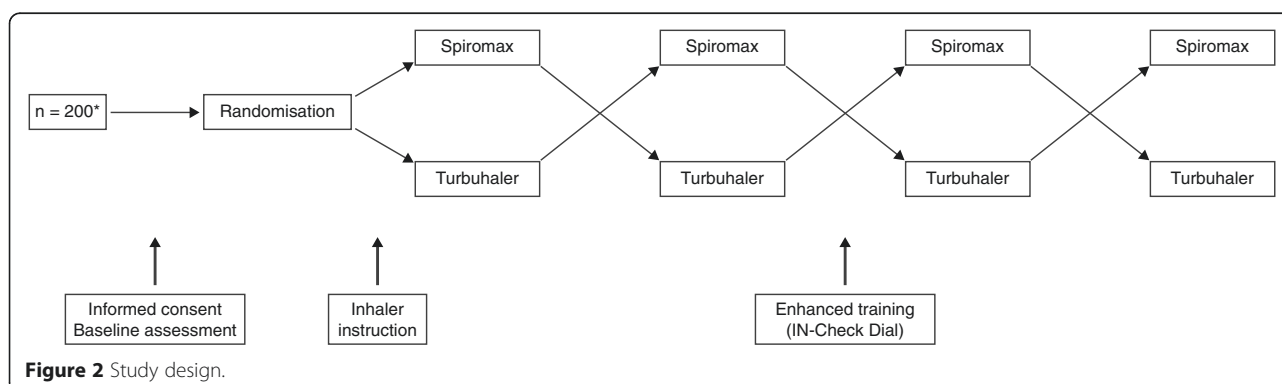 Spiromax
Spiromax
Spiromax
Spiromax
n = 200*
Randomisation
Turbuhaler
Turbuhaler
Turbuhaler
Turbuhaler
Informed consent
Baseline assessment
Inhaler
instruction
Enhanced training
(IN-Check Dial)
Figure 2 Study design.